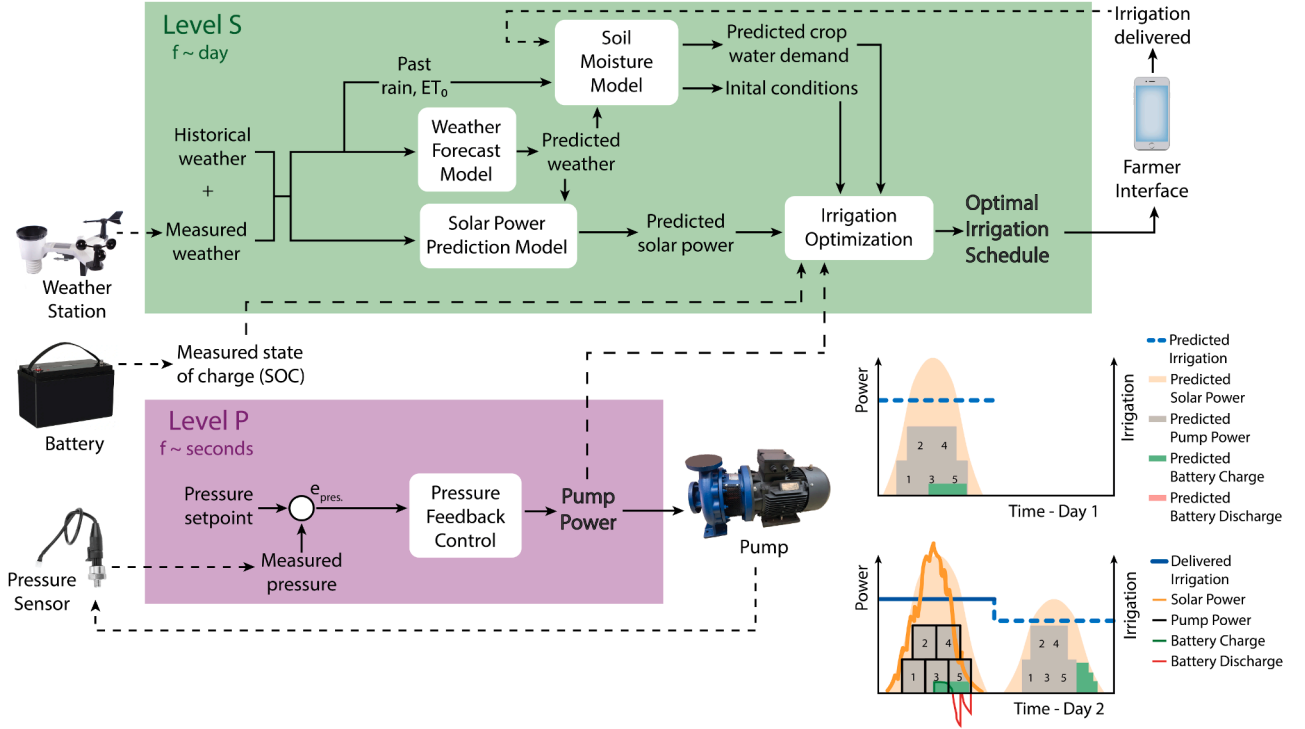 Level S
f ~ day
Past
rain, ET₀
Soil
Moisture
Model
Predicted crop
water demand
Inital conditions
Irrigation
delivered
Historical
weather
+
Measured
weather
Weather
Forecast
Model
Predicted
weather
Solar Power
Prediction Model
Predicted
solar power
Irrigation
Optimization
Optimal
Irrigation
Schedule
Farmer
Interface
Weather
Station
Measured state
of charge (SOC)
Battery
Level P
f ~ seconds
Pressure
setpoint
e pres.
Measured
pressure
Pressure
Feedback
Control
Pump
Power
Pump
Pressure
Sensor
Power
Irrigation
2 4
1 3 5
Time - Day 1
Predicted
Irrigation
Predicted
Solar Power
Predicted
Pump Power
Predicted
Battery Charge
Predicted
Battery Discharge
Power
Irrigation
2 4
1 3 5
2 4
1 3 5
Time - Day 2
Delivered
Irrigation
Solar Power
Pump Power
Battery Charge
Battery Discharge